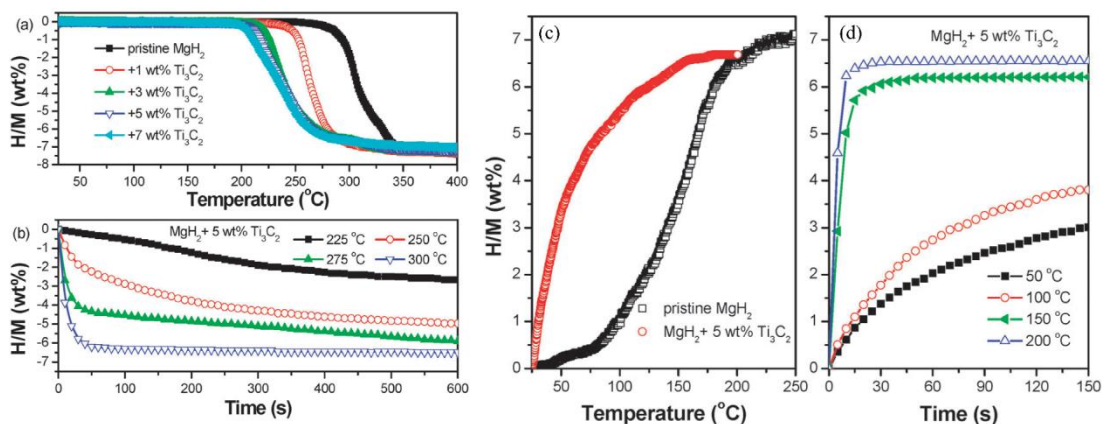 (a)
0
-1
-2
-3
-4
-5
-6
-7
-8
H/M (wt%)
pristine MgH₂
+1 wt% Ti₃C₂
+3 wt% Ti₃C₂
+5 wt% Ti₃C₂
+7 wt% Ti₃C₂
50 100 150 200 250 300 350 400
Temperature (°C)
(b)
MgH₂+ 5 wt% Ti₃C₂
225 °C 250 °C
275 °C 300 °C
0
-1
-2
-3
-4
-5
-6
-7
H/M (wt%)
0 100 200 300 400 500 600
Time (s)
(c)
7
6
5
4
3
2
1
0
H/M (wt%)
pristine MgH₂
MgH₂+ 5 wt% Ti₃C₂
50 100 150 200 250
Temperature (°C)
(d)
MgH₂+ 5 wt% Ti₃C₂
7
6
5
4
3
2
1
0
H/M (wt%)
50 °C
100 °C
150 °C
200 °C
0 30 60 90 120 150
Time (s)